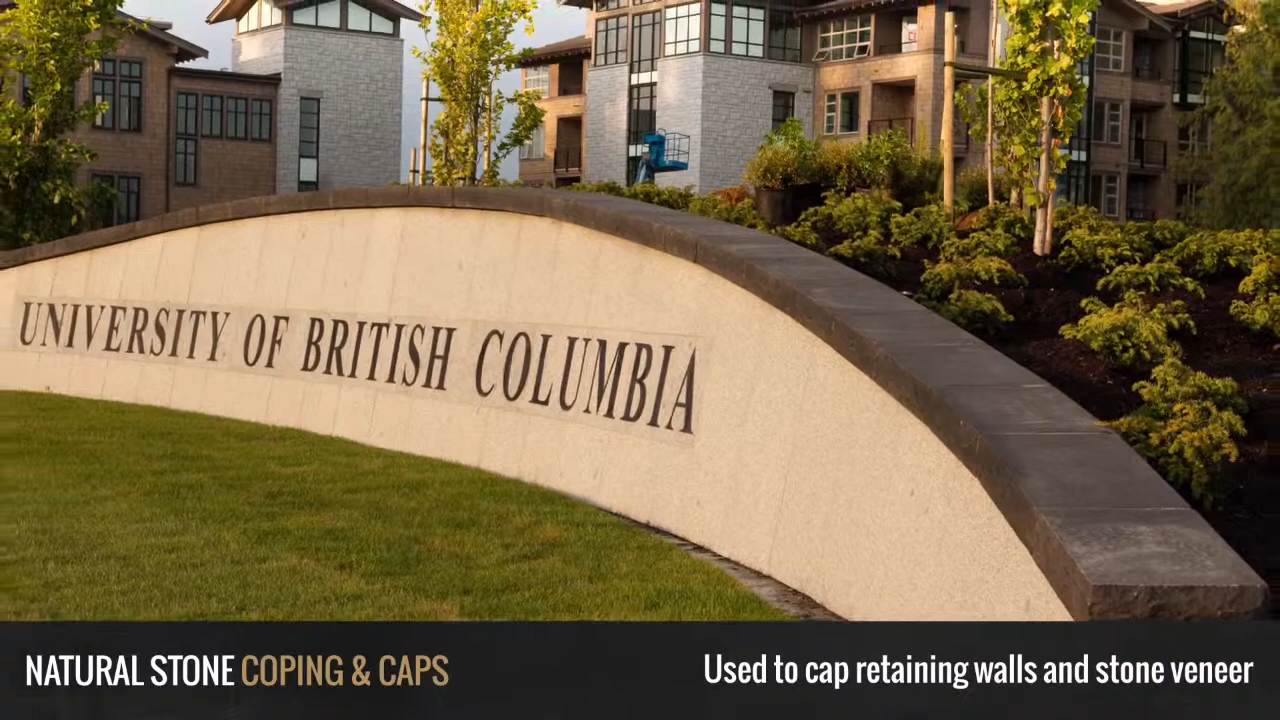 UNIVERSITY OF BRITISH COLUMBIA
NATURAL STONE COPING & CAPS
Used to cap retaining walls and stone veneer